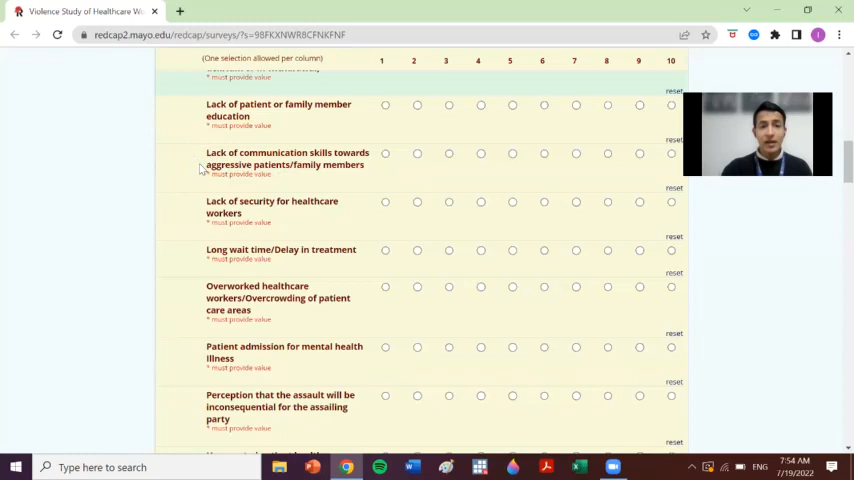 Violence Study of Healthcare Wo
redcap2.mayo.edu/redcap/surveys/?s=98FKXNWR8CFNKFNF
(One selection allowed per column)
1 2 3 4 5 6 7 8 9 10
* must provide value
reset
Lack of patient or family member
education
* must provide value
reset
Lack of communication skills towards
aggressive patients/family members
* must provide value
reset
Lack of security for healthcare
workers
* must provide value
reset
Long wait time/Delay in treatment
* must provide value
reset
Overworked healthcare
workers/Overcrowding of patient
care areas
* must provide value
reset
Patient admission for mental health
illness
* must provide value
reset
Perception that the assault will be
inconsequential for the assailing
party
* must provide value
reset
Type here to search
ENG
7:54 AM
7/19/2022